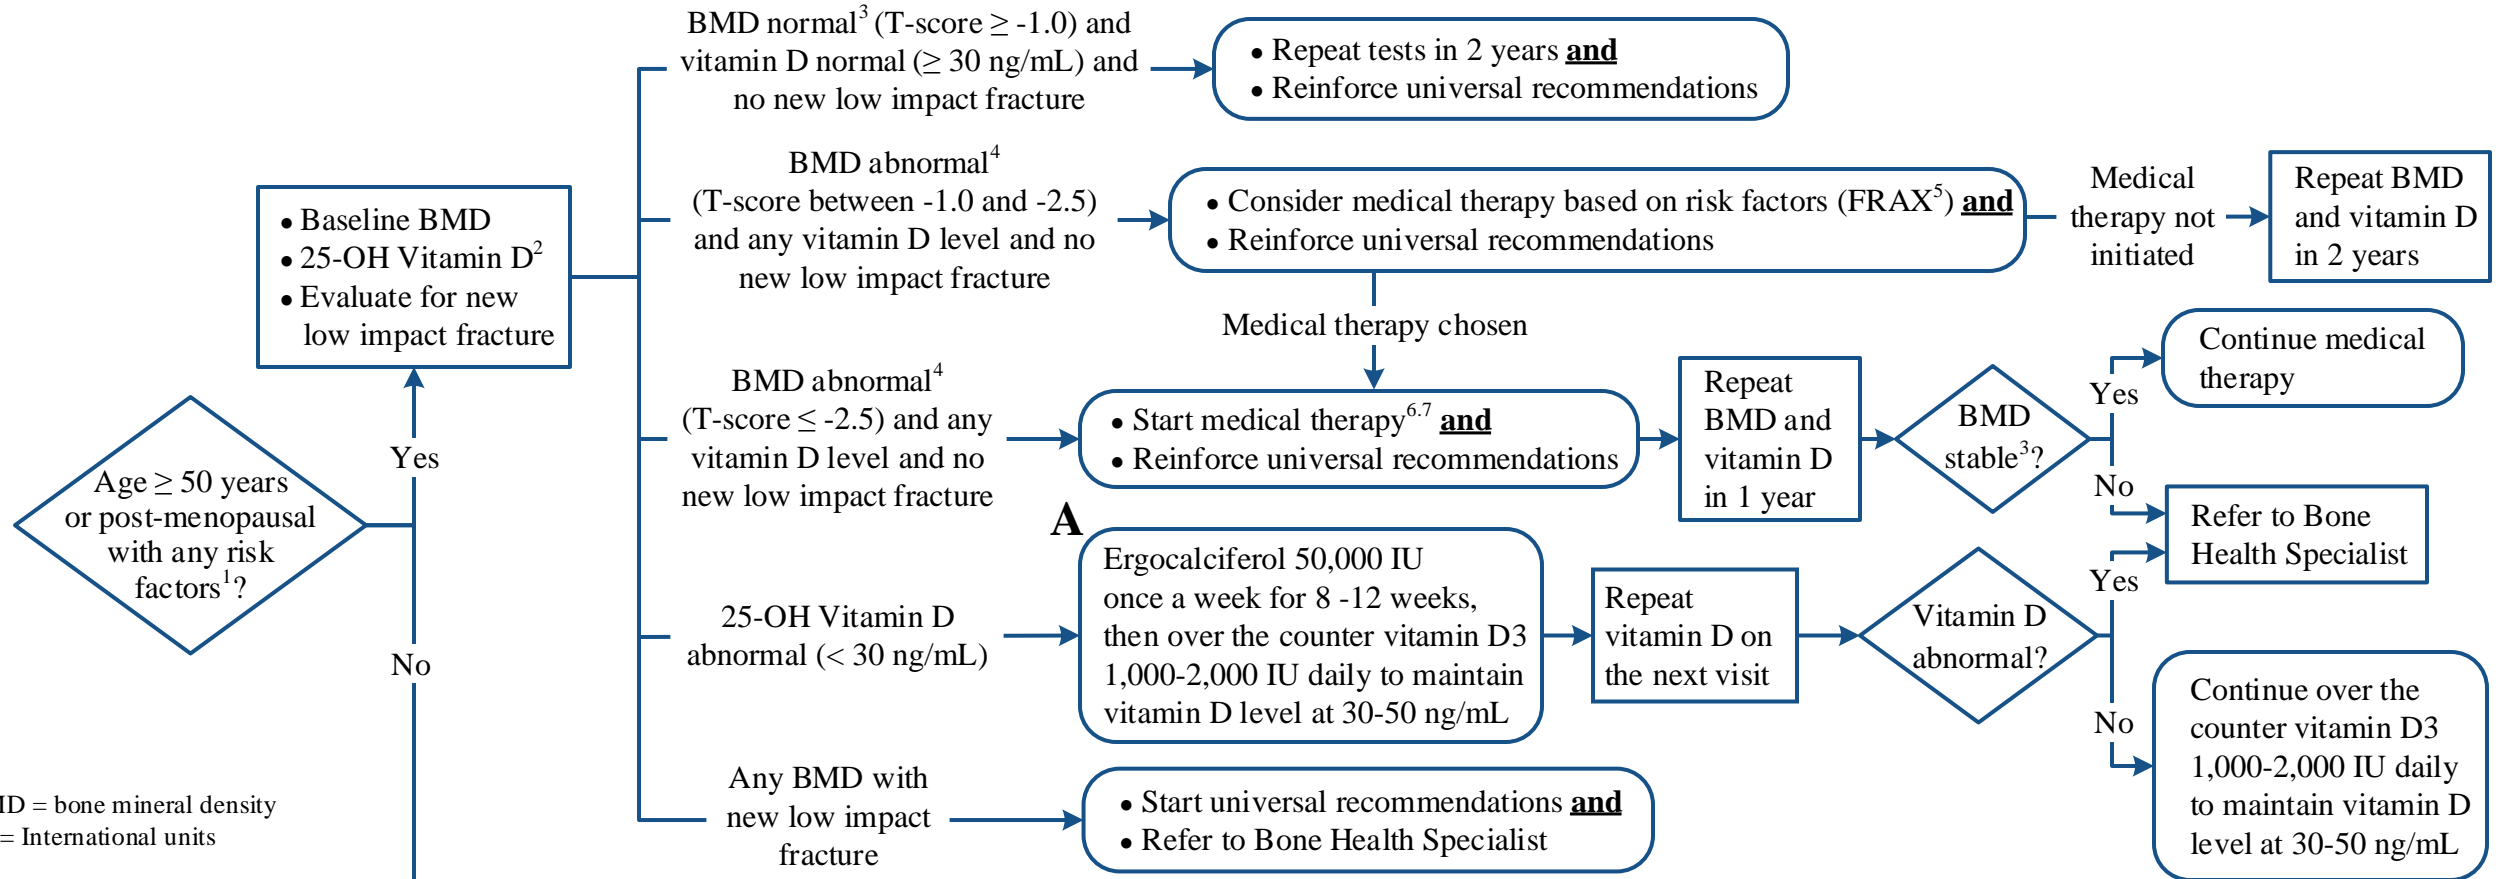 Age ≥ 50 years
or post-menopausal
with any risk
factors1?
Yes
No
• Baseline BMD
• 25-OH Vitamin D2
• Evaluate for new
low impact fracture
BMD normal3 (T-score ≥ -1.0) and
vitamin D normal (≥ 30 ng/mL) and
no new low impact fracture
• Repeat tests in 2 years and
• Reinforce universal recommendations
BMD abnormal4
(T-score between -1.0 and -2.5)
and any vitamin D level and no
new low impact fracture
• Consider medical therapy based on risk factors (FRAX5) and
• Reinforce universal recommendations
Medical
therapy not
initiated
Repeat BMD
and vitamin D
in 2 years
Medical therapy chosen
BMD abnormal4
(T-score ≤ -2.5) and any
vitamin D level and no
new low impact fracture
• Start medical therapy6.7 and
• Reinforce universal recommendations
Repeat
BMD and
vitamin D
in 1 year
BMD
stable3?
Yes
Continue medical
therapy
No
Refer to Bone
Health Specialist
25-OH Vitamin D
abnormal (< 30 ng/mL)
A
Ergocalciferol 50,000 IU
once a week for 8 -12 weeks,
then over the counter vitamin D3
1,000-2,000 IU daily to maintain
vitamin D level at 30-50 ng/mL
Repeat
vitamin D on
the next visit
Vitamin D
abnormal?
Yes
No
Continue over the
counter vitamin D3
1,000-2,000 IU daily
to maintain vitamin D
level at 30-50 ng/mL
Any BMD with
new low impact
fracture
• Start universal recommendations and
• Refer to Bone Health Specialist
MD = bone mineral density
= International units